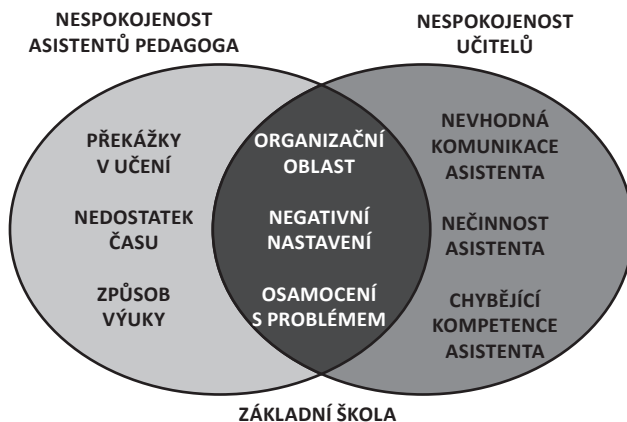 NESPOKOJENOST
ASISTENTŮ PEDAGOGA
NESPOKOJENOST
UČITELŮ
PŘEKÁŽKY
V UČENÍ
NEDOSTATEK
ČASU
ZPŮSOB
VÝUKY
ORGANIZAČNÍ
OBLAST
NEGATIVNÍ
NASTAVENÍ
OSAMOCENÍ
S PROBLÉMEM
NEVHODNÁ
KOMUNIKACE
ASISTENTA
NEČINNOST
ASISTENTA
CHYBĚJÍCÍ
KOMPETENCE
ASISTENTA
ZÁKLADNÍ ŠKOLA